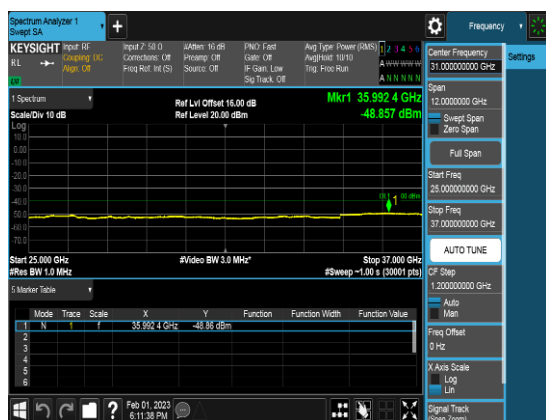 Spectrum Analyzer 1
Swept SA
+
Frequency
KEYSIGHT
RL
Input: RF
Coupling: DC
Align: Off
Input Z: 50 Ω
Corrections: Off
Freq Ref: Int (S)
#Atten: 16 dB
Preamp: Off
Source: Off
PNO: Fast
Gate: Off
IF Gain: Low
Sig Track: Off
Avg Type: Power (RMS)
Avg|Hold: 10/10
Trig: Free Run
1 2 3 4 5 6
A W W W W W
A N N N N N
1 Spectrum
Scale/Div 10 dB
Ref Lvl Offset 16.00 dB
Ref Level 20.00 dBm
Mkr1 35.992 4 GHz
-48.857 dBm
Log
10.0
0.00
-10.0
-20.0
-30.0
-40.0
-50.0
-60.0
-70.0
1
Start 25.000 GHz
#Res BW 1.0 MHz
#Video BW 3.0 MHz*
Stop 37.000 GHz
#Sweep ~1.00 s (30001 pts)
5 Marker Table
Mode Trace Scale X Y Function Function Width Function Value
1 N 1 f 35.992 4 GHz -48.86 dBm
2
3
4
5
6
Feb 01, 2023
6:11:38 PM
Center Frequency
31.000000000 GHz
Settings
Span
12.0000000 GHz
Swept Span
Zero Span
Full Span
Start Freq
25.000000000 GHz
Stop Freq
37.000000000 GHz
AUTO TUNE
CF Step
1.200000000 GHz
Auto
Man
Freq Offset
0 Hz
X Axis Scale
Log
Lin
Signal Track
(Span Zoom)